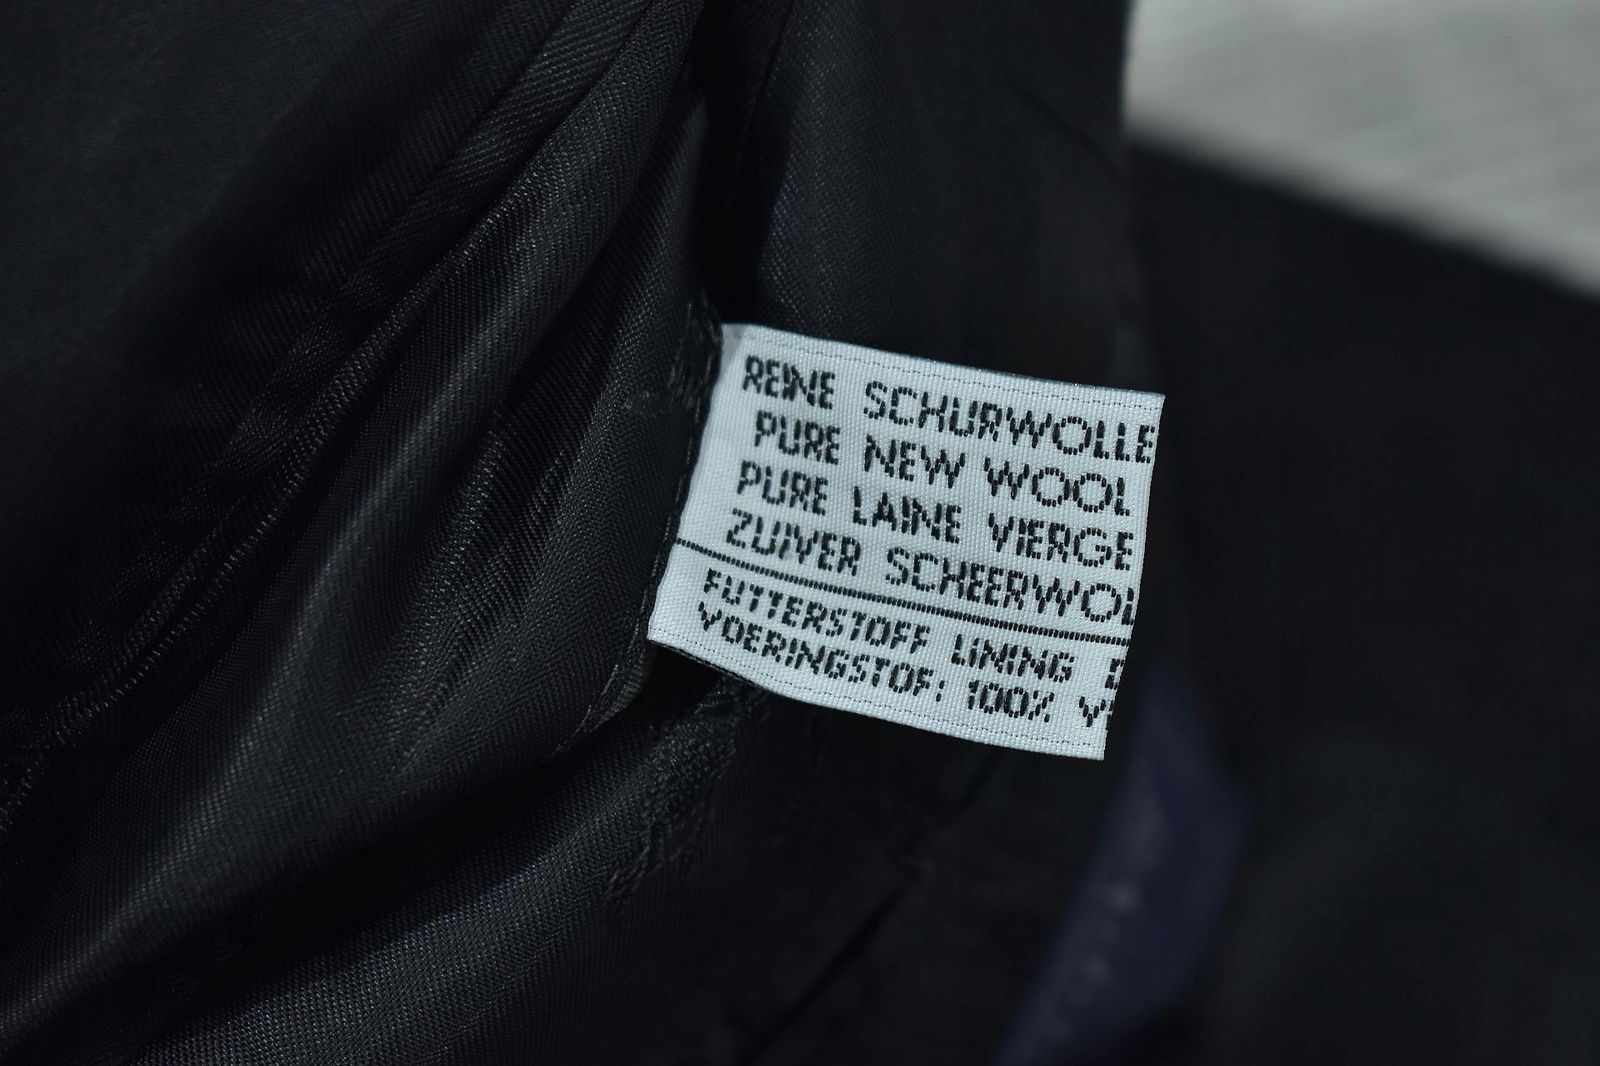 REINE SCHURWOLLE
PURE NEW WOOL
PURE LAINE VIERGE
ZUIVER SCHEERWOL
FUTTERSTOFF LINING
VOERINGSTOF: 100% V